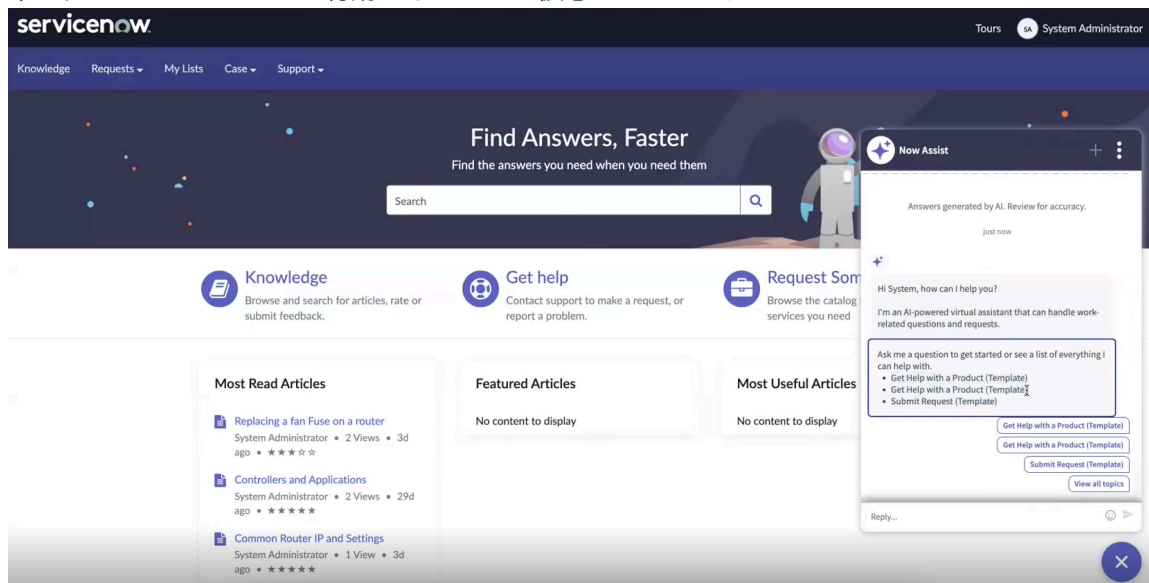 servicenow.
Tours SA System Administrator
Knowledge Requests My Lists Case Support
Find Answers, Faster
Find the answers you need when you need them
Search
Knowledge
Browse and search for articles, rate or
submit feedback.
Get help
Contact support to make a request, or
report a problem.
Request Som
Browse the catalog
services you need
Most Read Articles
Replacing a fan Fuse on a router
System Administrator • 2 Views • 3d
ago • ★★★☆☆
Controllers and Applications
System Administrator • 2 Views • 29d
ago • ★★★★★
Common Router IP and Settings
System Administrator • 1 View • 3d
ago • ★★★★★
Featured Articles
No content to display
Most Useful Articles
No content to display
Now Assist
Answers generated by AI. Review for accuracy.
just now
Hi System, how can I help you?
I'm an AI-powered virtual assistant that can handle work-
related questions and requests.
Ask me a question to get started or see a list of everything I
can help with.
• Get Help with a Product (Template)
• Get Help with a Product (Template)
• Submit Request (Template)
Get Help with a Product (Template)
Get Help with a Product (Template)
Submit Request (Template)
View all topics
Reply...